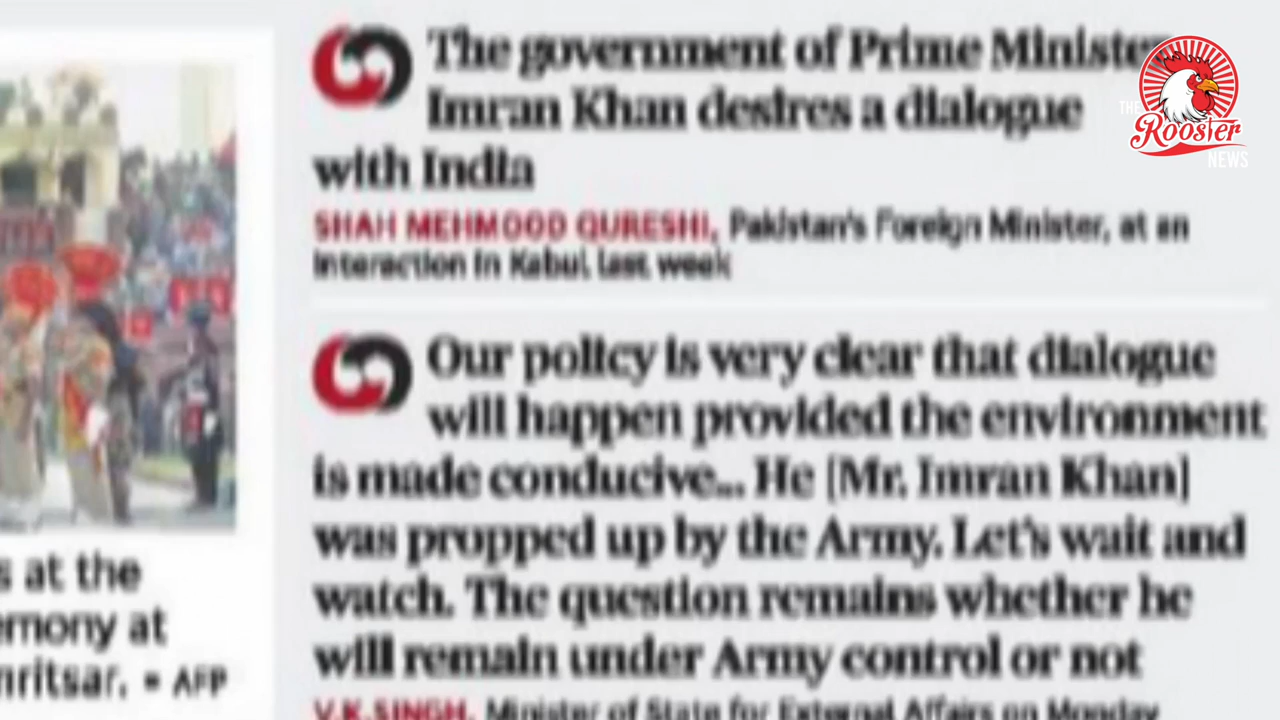 The government of Prime Minister
Imran Khan desires a dialogue
with India
SHAH MEHMOOD QURESHI, Pakistan's Foreign Minister, at an
interaction in Kabul last week
Our policy is very clear that dialogue
will happen provided the environment
is made conducive... He [Mr. Imran Khan]
was propped up by the Army. Let's wait and
watch. The question remains whether he
will remain under Army control or not
V.K.SINGH, Minister of State for External Affairs on Monday
s at the
emony at
nritsar. ▪ AFP
THE
Rooster
NEWS